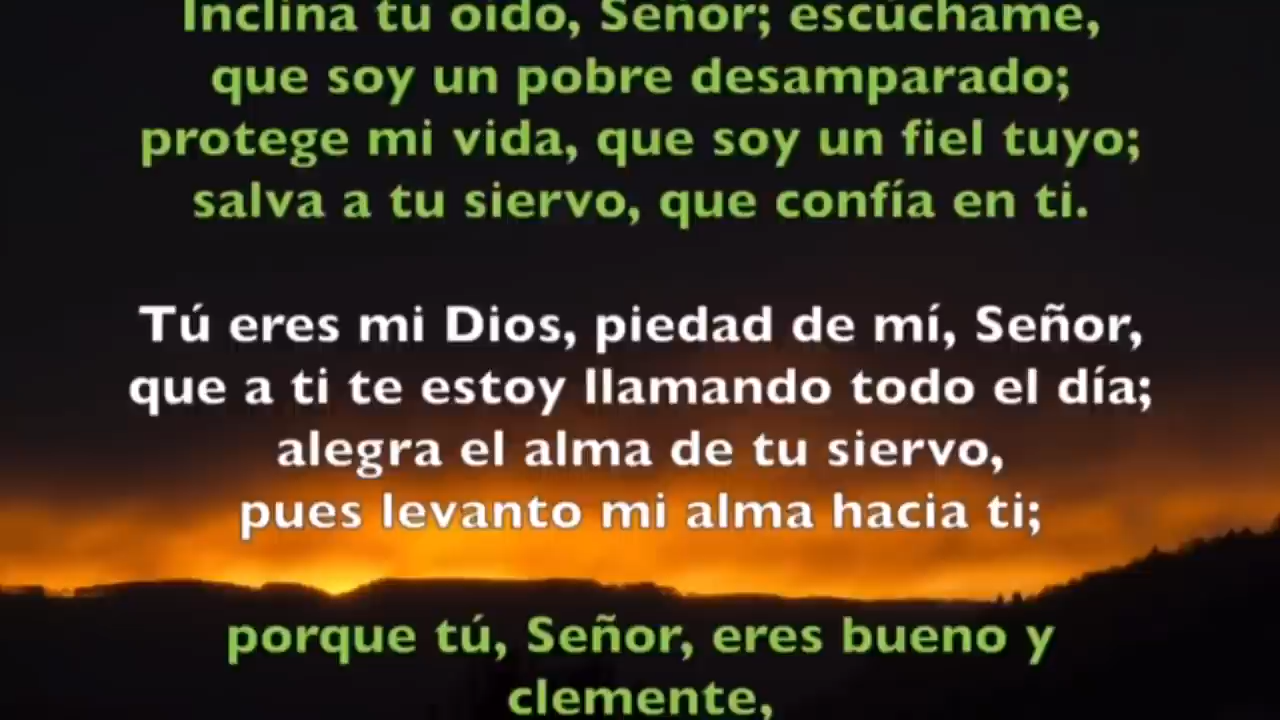 Inclina tu oído, Señor; escúchame,
que soy un pobre desamparado;
protege mi vida, que soy un fiel tuyo;
salva a tu siervo, que confía en ti.
Tú eres mi Dios, piedad de mí, Señor,
que a ti te estoy llamando todo el día;
alegra el alma de tu siervo,
pues levanto mi alma hacia ti;
porque tú, Señor, eres bueno y
clemente,